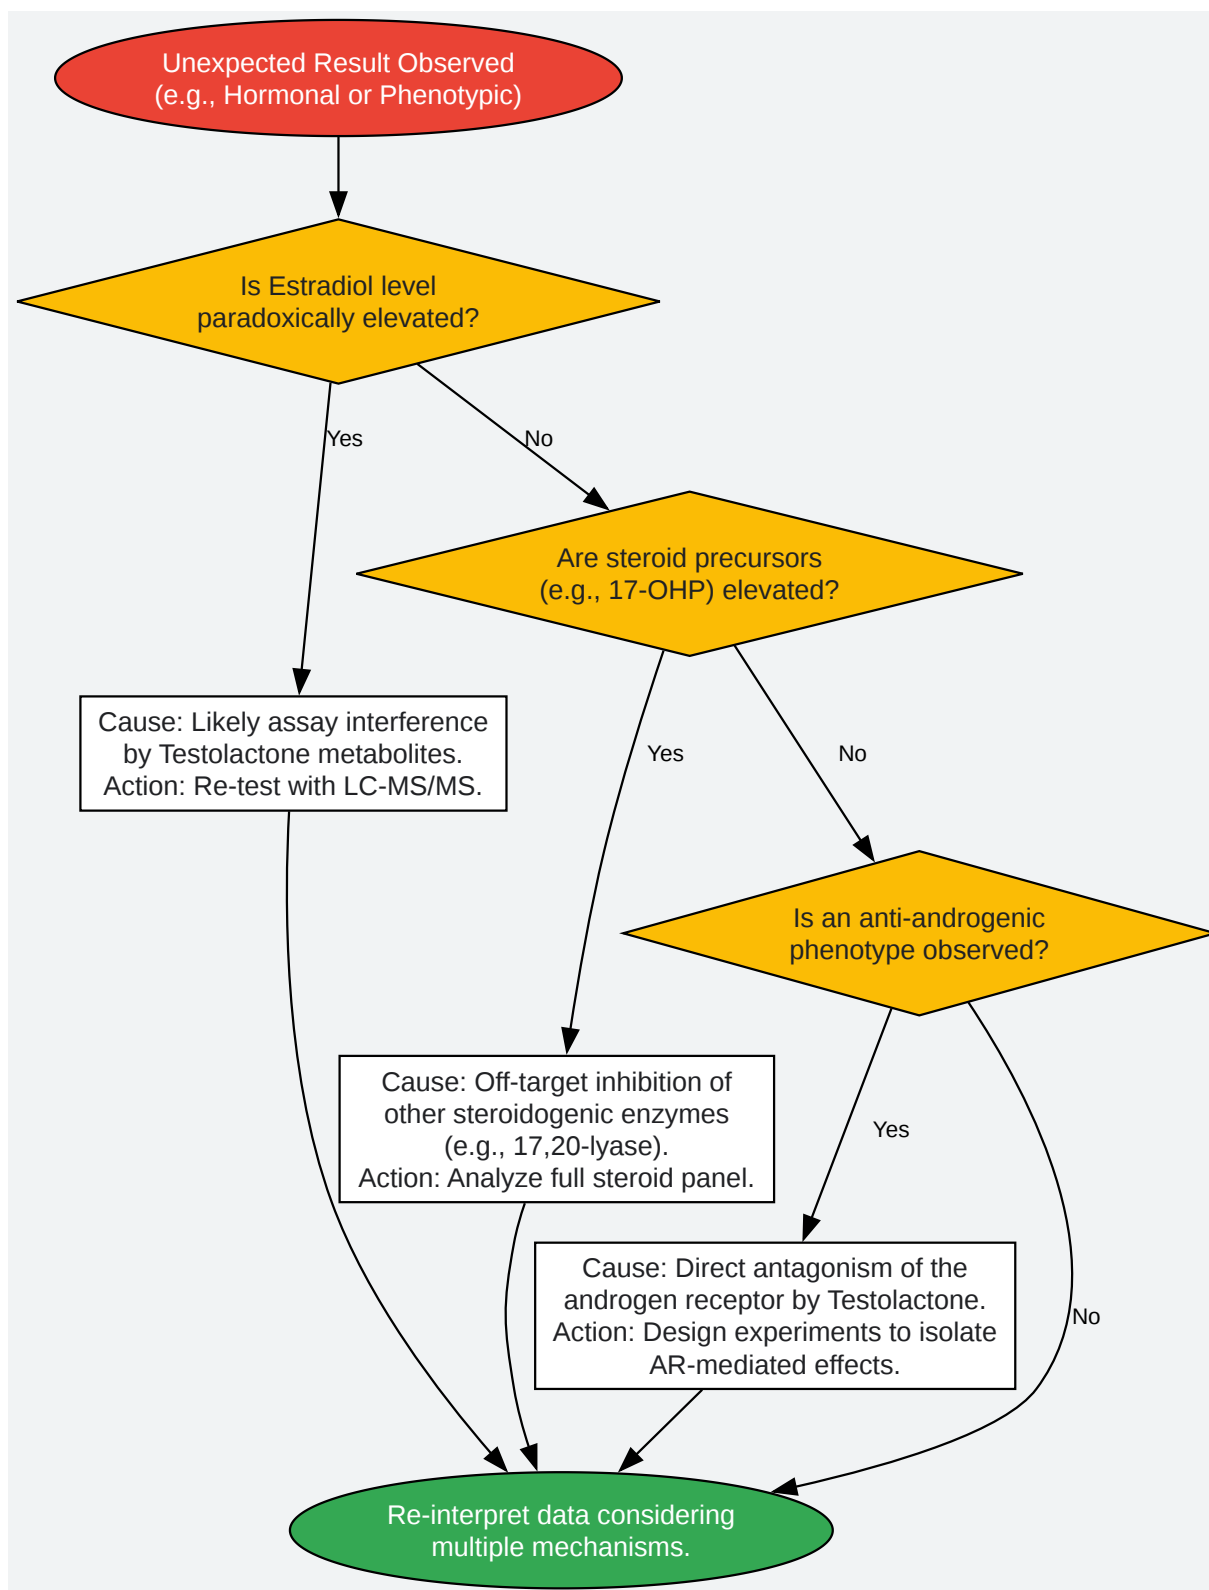 Unexpected Result Observed
(e.g., Hormonal or Phenotypic)
Is Estradiol level
paradoxically elevated?
Yes
No
Are steroid precursors
(e.g., 17-OHP) elevated?
Cause: Likely assay interference
by Testolactone metabolites.
Action: Re-test with LC-MS/MS.
Yes
No
Is an anti-androgenic
phenotype observed?
Cause: Off-target inhibition of
other steroidogenic enzymes
(e.g., 17,20-lyase).
Action: Analyze full steroid panel.
Yes
Cause: Direct antagonism of the
androgen receptor by Testolactone.
Action: Design experiments to isolate
AR-mediated effects.
No
Re-interpret data considering
multiple mechanisms.